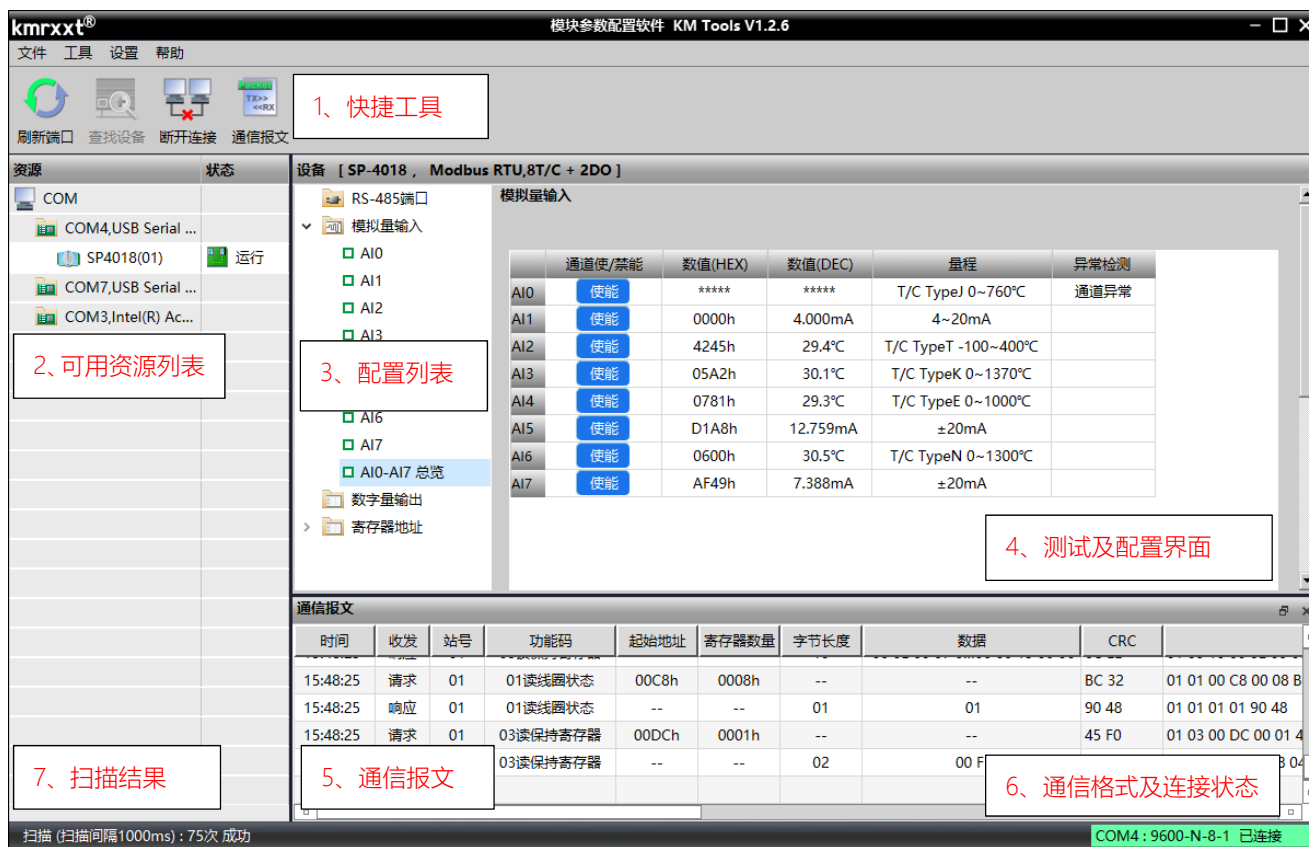 kmrxxt®
模块参数配置软件 KM Tools V1.2.6
文件 工具 设置 帮助
TX>>
<<RX
刷新端口 查找设备 断开连接 通信报文
1、快捷工具
资源 状态
COM
COM4,USB Serial ...
SP4018(01) 运行
COM7,USB Serial ...
COM3,Intel(R) Ac...
2、可用资源列表
7、扫描结果
设备 [ SP-4018 , Modbus RTU,8T/C + 2DO ]
RS-485端口
模拟量输入
AI0
AI1
AI2
AI3
3、配置列表
AI6
AI7
AI0-AI7 总览
数字量输出
寄存器地址
模拟量输入
通道使/禁能 数值(HEX) 数值(DEC) 量程 异常检测
AI0 使能 ***** ***** T/C TypeJ 0~760℃ 通道异常
AI1 使能 0000h 4.000mA 4~20mA
AI2 使能 4245h 29.4℃ T/C TypeT -100~400℃
AI3 使能 05A2h 30.1℃ T/C TypeK 0~1370℃
AI4 使能 0781h 29.3℃ T/C TypeE 0~1000℃
AI5 使能 D1A8h 12.759mA ±20mA
AI6 使能 0600h 30.5℃ T/C TypeN 0~1300℃
AI7 使能 AF49h 7.388mA ±20mA
4、测试及配置界面
通信报文
时间 收发 站号 功能码 起始地址 寄存器数量 字节长度 数据 CRC
15:48:25 请求 01 01读线圈状态 00C8h 0008h -- -- BC 32 01 01 00 C8 00 08 B
15:48:25 响应 01 01读线圈状态 -- -- 01 01 90 48 01 01 01 01 90 48
15:48:25 请求 01 03读保持寄存器 00DCh 0001h -- -- 45 F0 01 03 00 DC 00 01 4
03读保持寄存器 -- -- 02 00 F
5、通信报文
6、通信格式及连接状态
扫描 (扫描间隔1000ms) : 75次 成功
COM4 : 9600-N-8-1 已连接